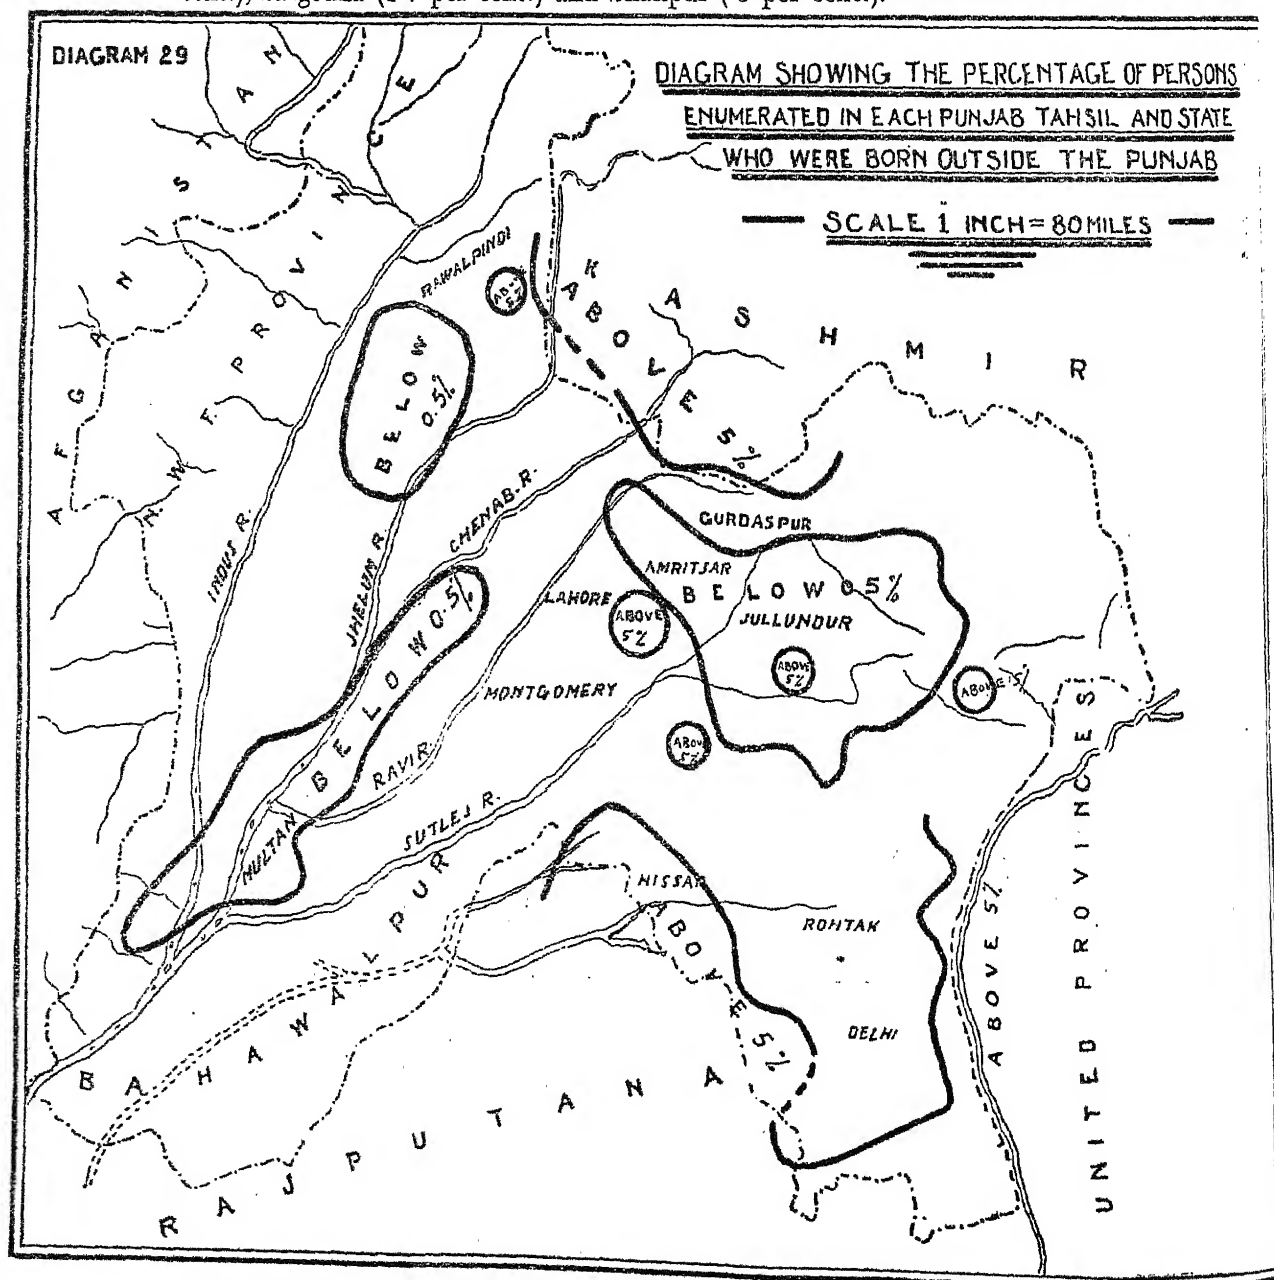 DIAGRAM 29
DIAGRAM SHOWING THE PERCENTAGE OF PERSONS
ENUMERATED IN EACH PUNJAB TAHSIL AND STATE
WHO WERE BORN OUTSIDE THE PUNJAB
SCALE 1 INCH = 80 MILES
AFGANISTAN
N. W. F. PROVINCE
KASHMIR
RAWALPINDI
ABOVE 5%
ABOVE 5%
BELOW 0.5%
INDUS R.
JHELUM R.
CHENAB. R.
GURDASPUR
AMRITSAR
BELOW 0.5%
LAHORE
ABOVE 5%
JULLUNDUR
ABOVE 5%
ABOVE 5%
BELOW 0.5%
MONTGOMERY
ABOVE 5%
RAVI R.
MULTAN
SUTLEJ R.
HISSAR
ROHTAK
ABOVE 5%
ABOVE 5%
DELHI
BAHAWALPUR
RAJPUTANA
UNITED PROVINCES